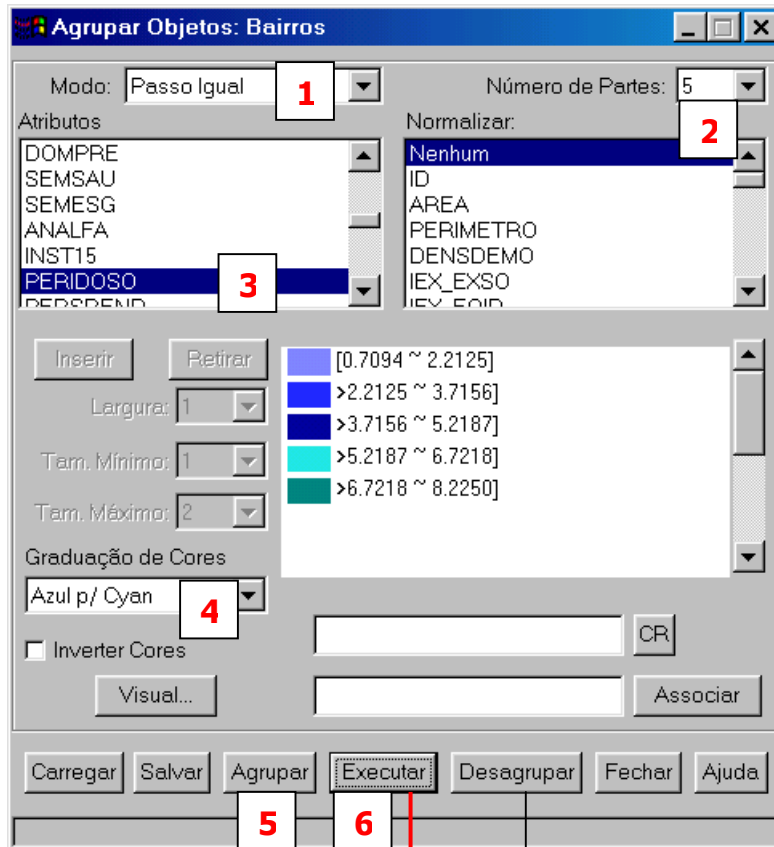 Agrupar Objetos: Bairros
Modo: Passo Igual 1
Número de Partes: 5
2
Atributos
DOMPRE
SEMSAU
SEMESG
ANALFA
INST15
PERIDOSO 3
Normalizar:
Nenhum
ID
AREA
PERIMETRO
DENSDEMO
IEX_EXSO
Inserir Retirar
Largura: 1
Tam. Mínimo: 1
Tam. Máximo: 2
[0.7094 ~ 2.2125]
>2.2125 ~ 3.7156]
>3.7156 ~ 5.2187]
>5.2187 ~ 6.7218]
>6.7218 ~ 8.2250]
Graduação de Cores
Azul p/ Cyan 4
Inverter Cores
CR
Visual...
Associar
Carregar Salvar Agrupar Executar Desagrupar Fechar Ajuda
5 6